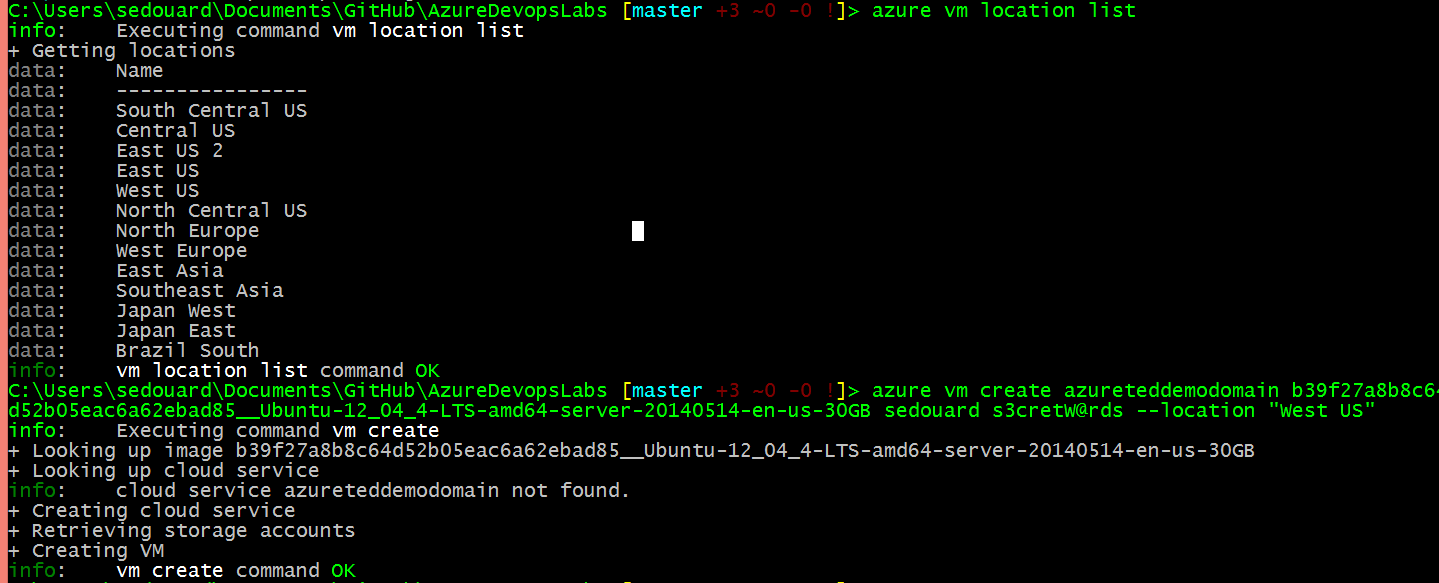 C:\Users\sedouard\Documents\GitHub\AzureDevopsLabs [master +3 ~0 -0 !]> azure vm location list
info:    Executing command vm location list
+ Getting locations
data:    Name
data:    ----------------
data:    South Central US
data:    Central US
data:    East US 2
data:    East US
data:    West US
data:    North Central US
data:    North Europe
data:    West Europe
data:    East Asia
data:    Southeast Asia
data:    Japan West
data:    Japan East
data:    Brazil South
info:    vm location list command OK
C:\Users\sedouard\Documents\GitHub\AzureDevopsLabs [master +3 ~0 -0 !]> azure vm create azureteddemodomain b39f27a8b8c64
d52b05eac6a62ebad85__Ubuntu-12_04_4-LTS-amd64-server-20140514-en-us-30GB sedouard s3cretW@rds --location "West US"
info:    Executing command vm create
+ Looking up image b39f27a8b8c64d52b05eac6a62ebad85__Ubuntu-12_04_4-LTS-amd64-server-20140514-en-us-30GB
+ Looking up cloud service
info:    cloud service azureteddemodomain not found.
+ Creating cloud service
+ Retrieving storage accounts
+ Creating VM
info:    vm create command OK